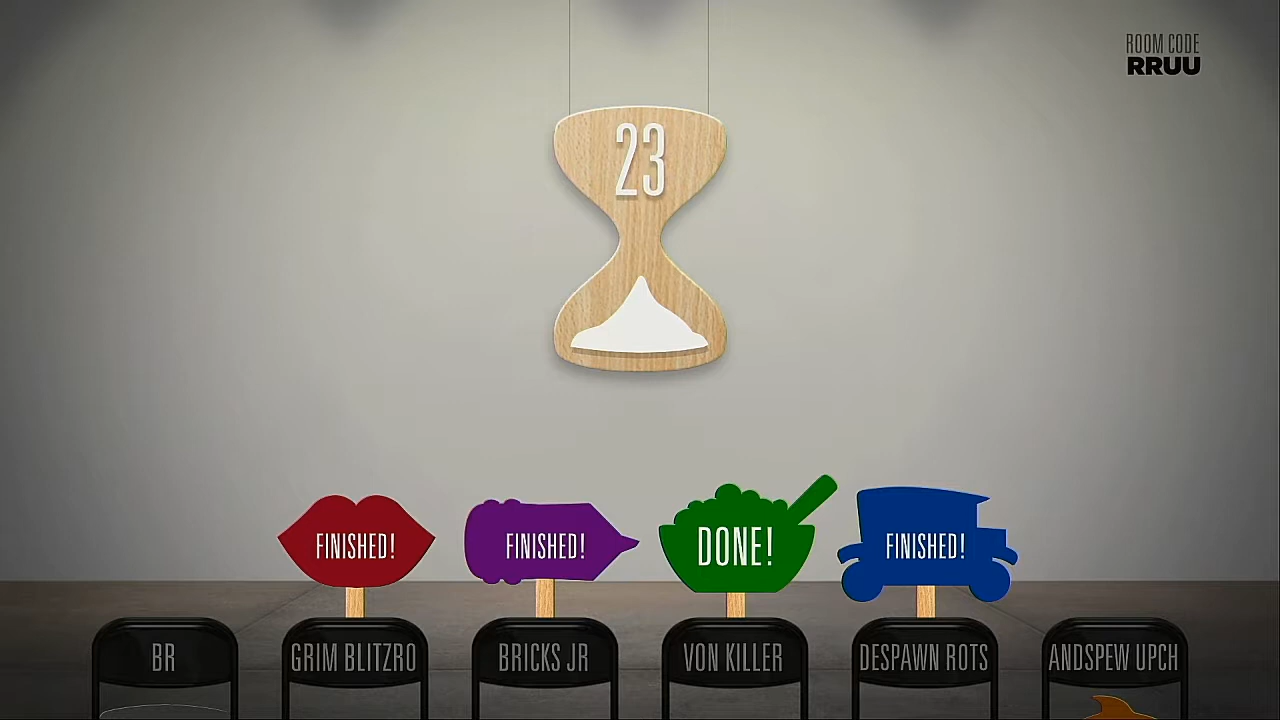 ROOM CODE
RRUU
23
FINISHED!
FINISHED!
DONE!
FINISHED!
BR
GRIM BLITZRO
BRICKS JR
VON KILLER
DESPAWN ROTS
ANDSPEW UPCH